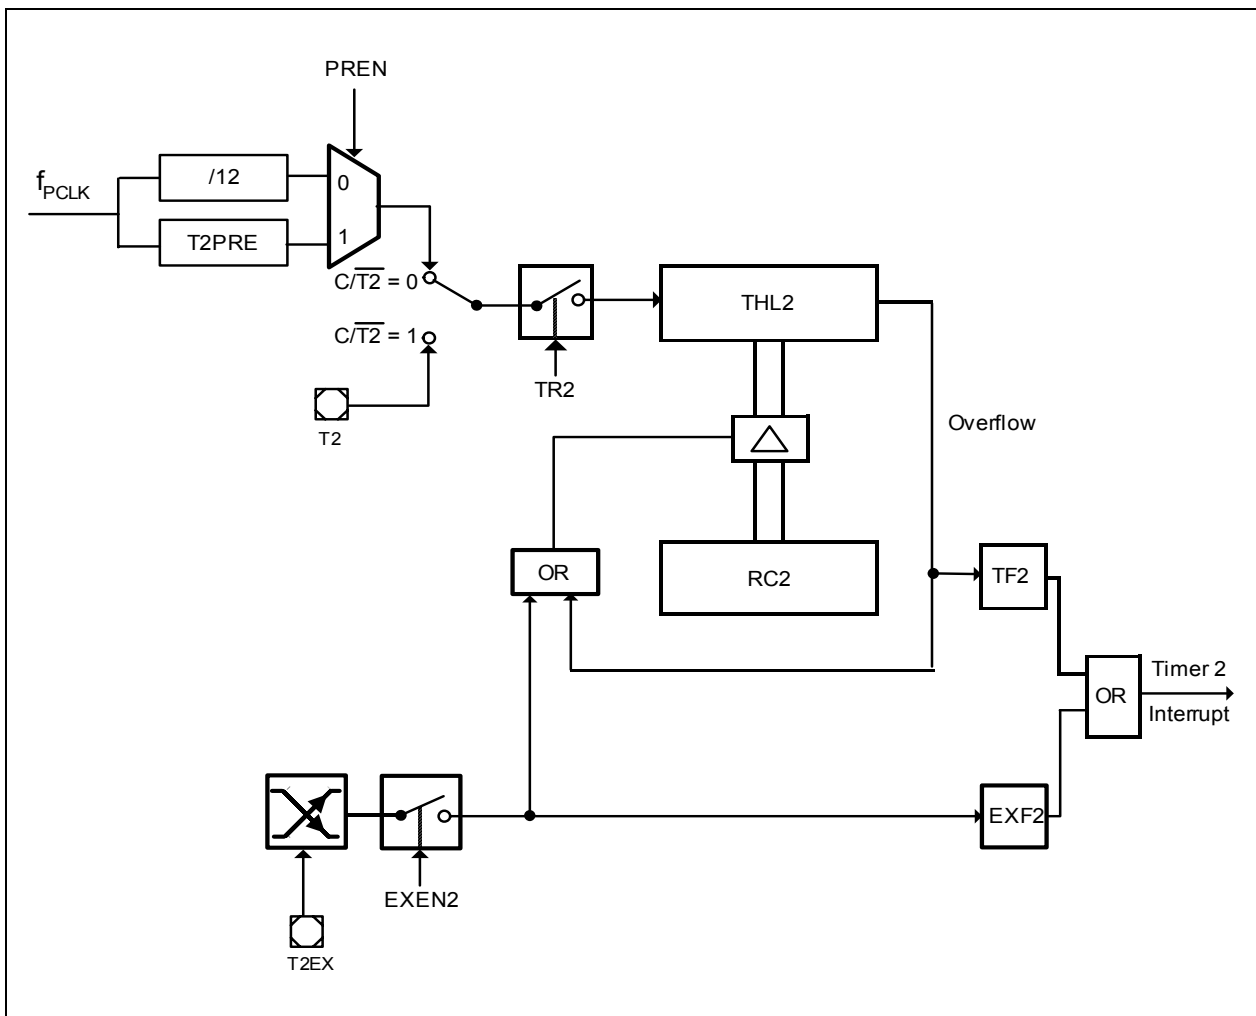 PREN
/12
fPCLK
0
T2PRE
1
C/T2 = 0
THL2
C/T2 = 1
TR2
T2
Overflow
OR
RC2
TF2
Timer 2
OR
Interrupt
EXF2
EXEN2
T2EX